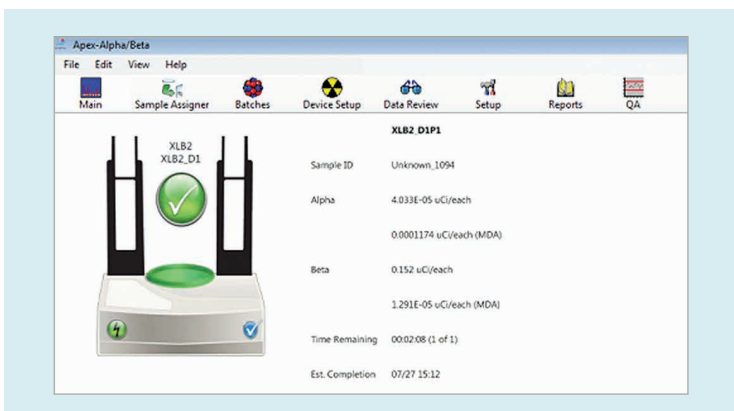 Apex-Alpha/Beta
File Edit View Help
Main Sample Assigner Batches Device Setup Data Review Setup Reports QA
XLB2
XLB2_D1
XLB2_D1P1
Sample ID Unknown_1094
Alpha 4.033E-05 uCi/each
0.0001174 uCi/each (MDA)
Beta 0.152 uCi/each
1.291E-05 uCi/each (MDA)
Time Remaining 00:02:08 (1 of 1)
Est. Completion 07/27 15:12